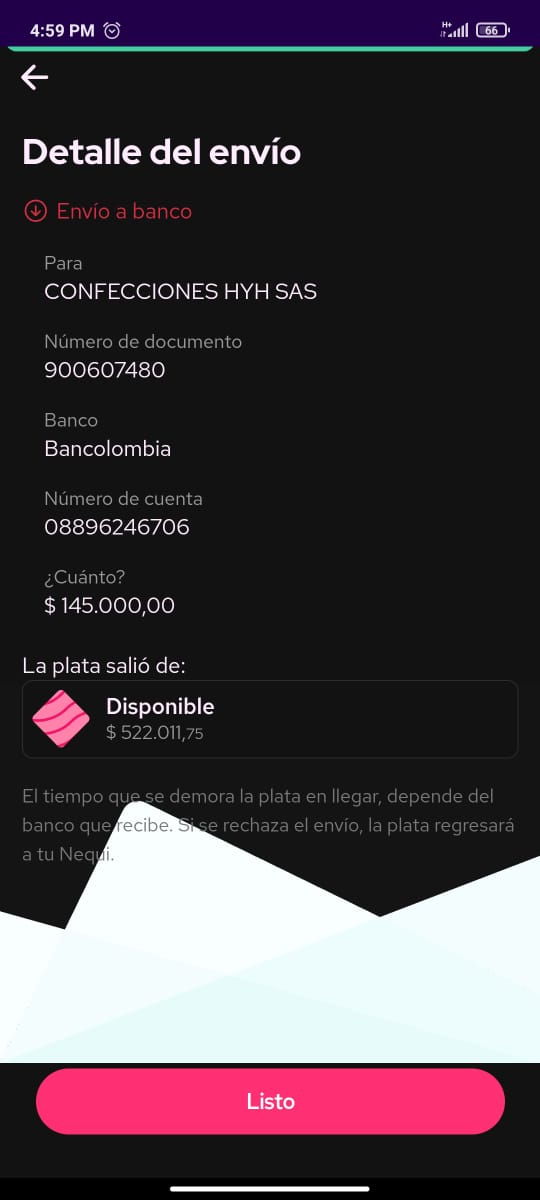 4:59 PM
H+
66
Detalle del envío
Envío a banco
Para
CONFECCIONES HYH SAS
Número de documento
900607480
Banco
Bancolombia
Número de cuenta
08896246706
¿Cuánto?
$ 145.000,00
La plata salió de:
Disponible
$ 522.011,75
El tiempo que se demora la plata en llegar, depende del
banco que recibe. Si se rechaza el envío, la plata regresará
a tu Nequi.
Listo